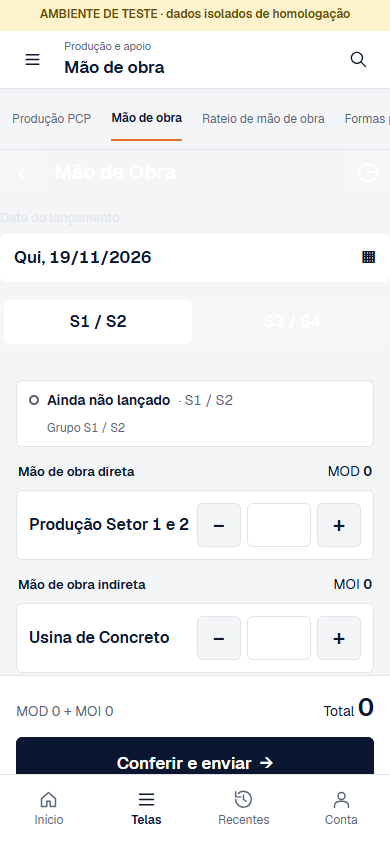 AMBIENTE DE TESTE · dados isolados de homologação
Produção e apoio
Mão de obra
Produção PCP
Mão de obra
Rateio de mão de obra
Formas
Mão de Obra
Data do lançamento
Qui, 19/11/2026
S1 / S2
S3 / S4
Ainda não lançado · S1 / S2
Grupo S1 / S2
Mão de obra direta
MOD 0
Produção Setor 1 e 2
−
+
Mão de obra indireta
MOI 0
Usina de Concreto
−
+
MOD 0 + MOI 0
Total 0
Conferir e enviar →
Início
Telas
Recentes
Conta